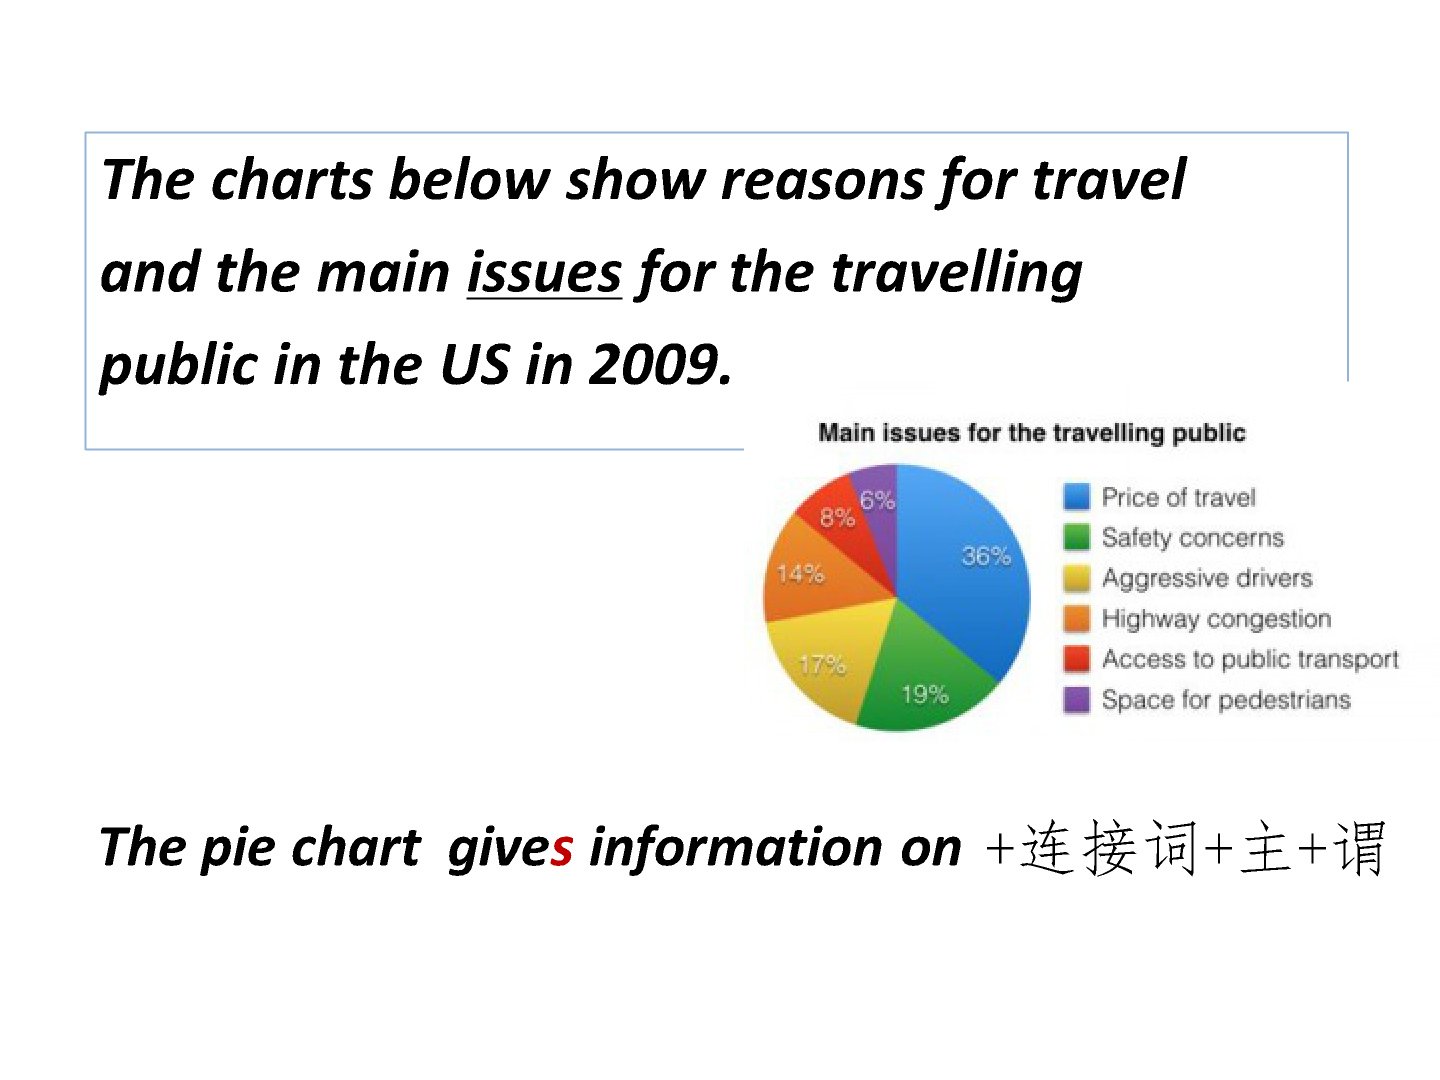 The charts below show reasons for travel
and the main issues for the travelling
public in the US in 2009.
Main issues for the travelling public
6%
8%
36%
14%
17%
19%
Price of travel
Safety concerns
Aggressive drivers
Highway congestion
Access to public transport
Space for pedestrians
The pie chart gives information on +连接词+主+谓